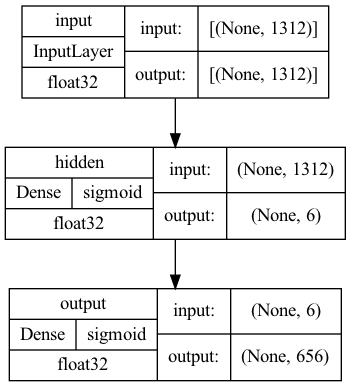 input
InputLayer
float32
input:
[(None, 1312)]
output:
[(None, 1312)]
hidden
Dense sigmoid
float32
input:
(None, 1312)
output:
(None, 6)
output
Dense sigmoid
float32
input:
(None, 6)
output:
(None, 656)